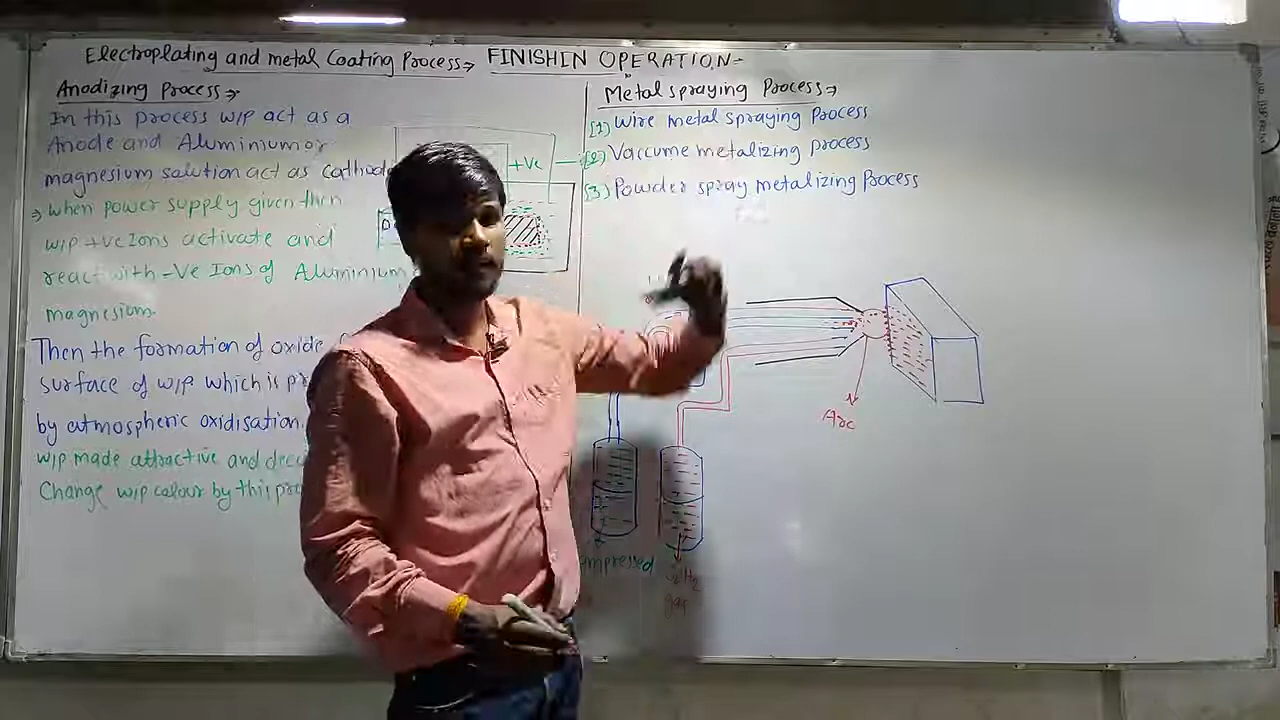 Electroplating and metal Coating Process→ FINISHIN OPERATION-
Anodizing Process→
In this process w/p act as a
Anode and Aluminium or
magnesium solution act as Cathode
⇒ When power supply given then
w/p +ve Ions activate and
react with -Ve Ions of Aluminium
magnesium.
Then the formation of oxide
surface of w/p which is
by atmospheric oxidisation.
w/p made attractive and
Change w/p colour by this
+Ve
Metal spraying Process→
(1) Wire metal spraying Process
(2) Vaccume metalizing process
(3) Powder spray metalizing Process
Arc
gas